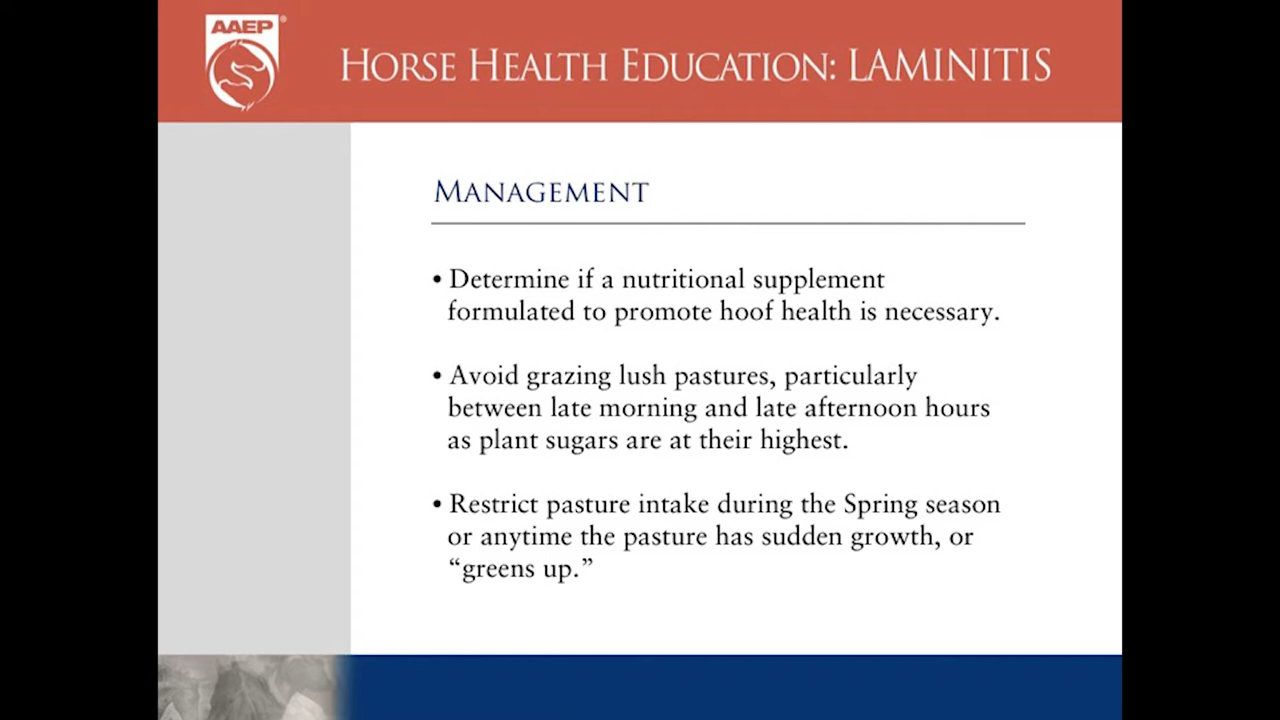 AAEP®
HORSE HEALTH EDUCATION: LAMINITIS
MANAGEMENT
• Determine if a nutritional supplement
formulated to promote hoof health is necessary.
• Avoid grazing lush pastures, particularly
between late morning and late afternoon hours
as plant sugars are at their highest.
• Restrict pasture intake during the Spring season
or anytime the pasture has sudden growth, or
“greens up.”